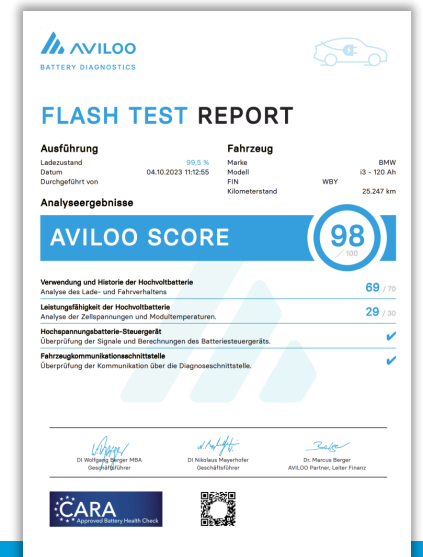 AVILOO
BATTERY DIAGNOSTICS
FLASH TEST REPORT
Ausführung
Ladezustand 99,5 %
Datum 04.10.2023 11:12:55
Durchgeführt von
Fahrzeug
Marke BMW
Modell i3 - 120 Ah
FIN WBY
Kilometerstand 25.247 km
Analyseergebnisse
AVILOO SCORE 98 / 100
Verwendung und Historie der Hochvoltbatterie
Analyse des Lade- und Fahrverhaltens
69 / 70
Leistungsfähigkeit der Hochvoltbatterie
Analyse der Zellspannungen und Modultemperaturen.
29 / 30
Hochspannungsbatterie-Steuergerät
Überprüfung der Signale und Berechnungen des Batteriesteuergeräts.
Fahrzeugkommunikationsschnittstelle
Überprüfung der Kommunikation über die Diagnoseschnittstelle.
DI Wolfgang Berger MBA
Geschäftsführer
DI Nikolaus Mayerhofer
Geschäftsführer
Dr. Marcus Berger
AVILOO Partner, Leiter Finanz
CARA
Approved Battery Health Check